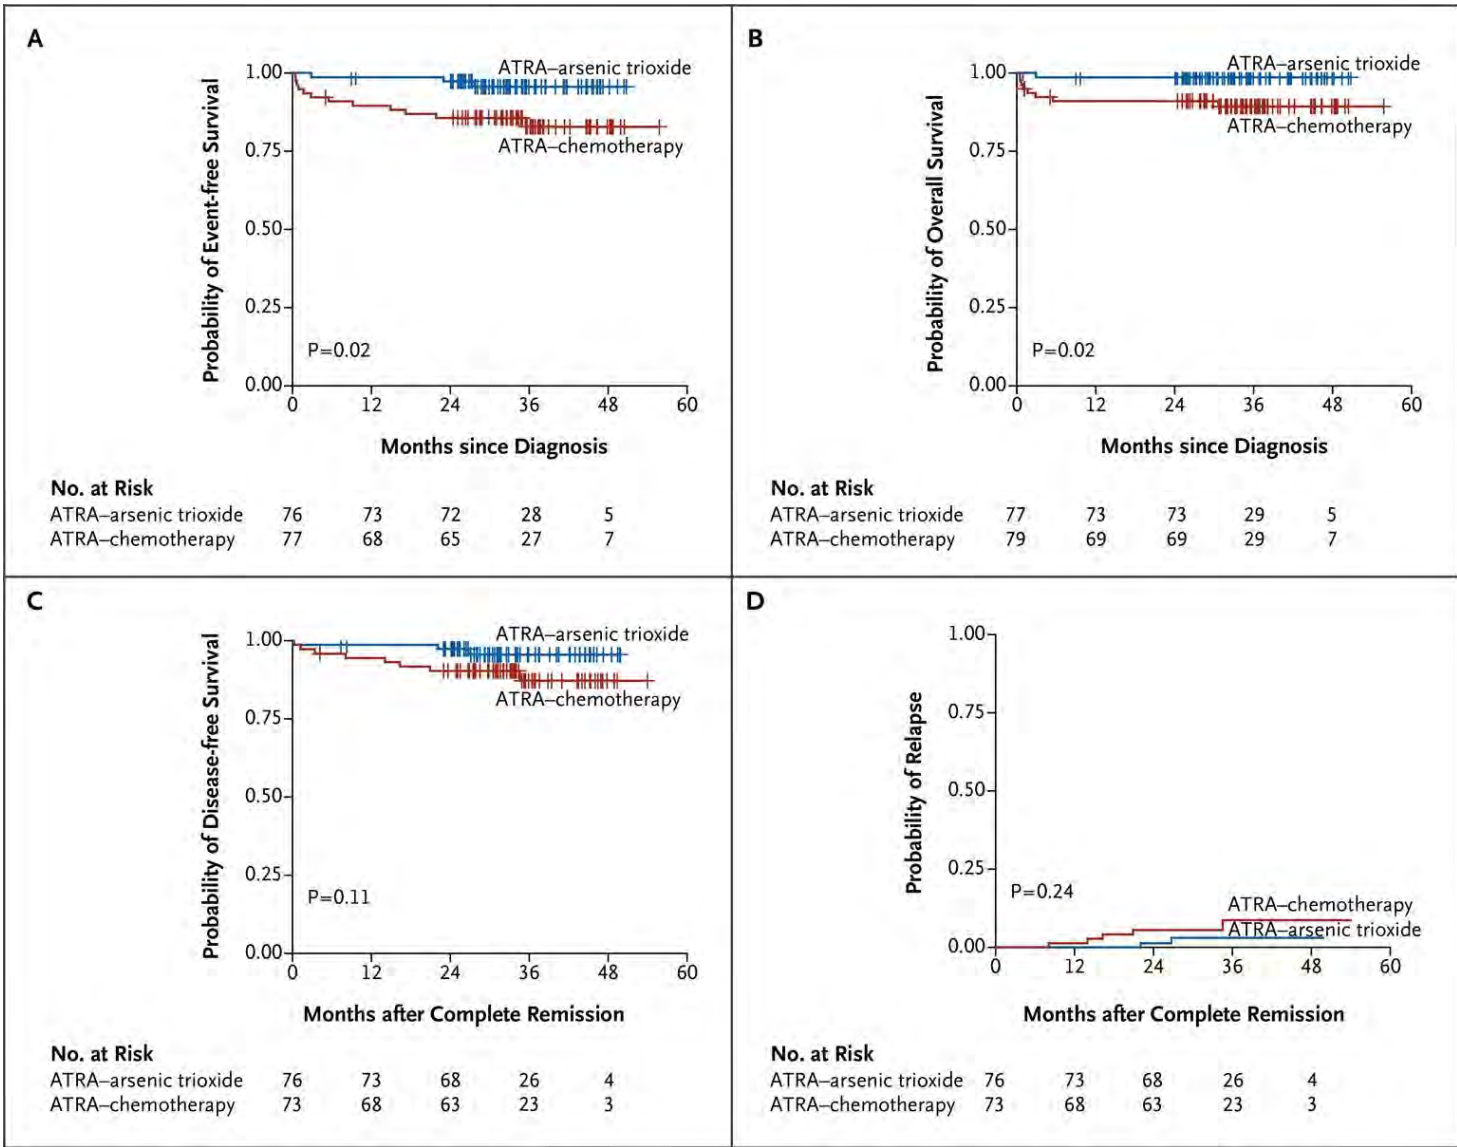 A
Probability of Event-free Survival
1.00
0.75
0.50
0.25
0.00
ATRA–arsenic trioxide
ATRA–chemotherapy
P=0.02
0 12 24 36 48 60
Months since Diagnosis
No. at Risk
ATRA–arsenic trioxide 76 73 72 28 5
ATRA–chemotherapy 77 68 65 27 7
B
Probability of Overall Survival
1.00
0.75
0.50
0.25
0.00
ATRA–arsenic trioxide
ATRA–chemotherapy
P=0.02
0 12 24 36 48 60
Months since Diagnosis
No. at Risk
ATRA–arsenic trioxide 77 73 73 29 5
ATRA–chemotherapy 79 69 69 29 7
C
Probability of Disease-free Survival
1.00
0.75
0.50
0.25
0.00
ATRA–arsenic trioxide
ATRA–chemotherapy
P=0.11
0 12 24 36 48 60
Months after Complete Remission
No. at Risk
ATRA–arsenic trioxide 76 73 68 26 4
ATRA–chemotherapy 73 68 63 23 3
D
Probability of Relapse
1.00
0.75
0.50
0.25
0.00
P=0.24
ATRA–chemotherapy
ATRA–arsenic trioxide
0 12 24 36 48 60
Months after Complete Remission
No. at Risk
ATRA–arsenic trioxide 76 73 68 26 4
ATRA–chemotherapy 73 68 63 23 3